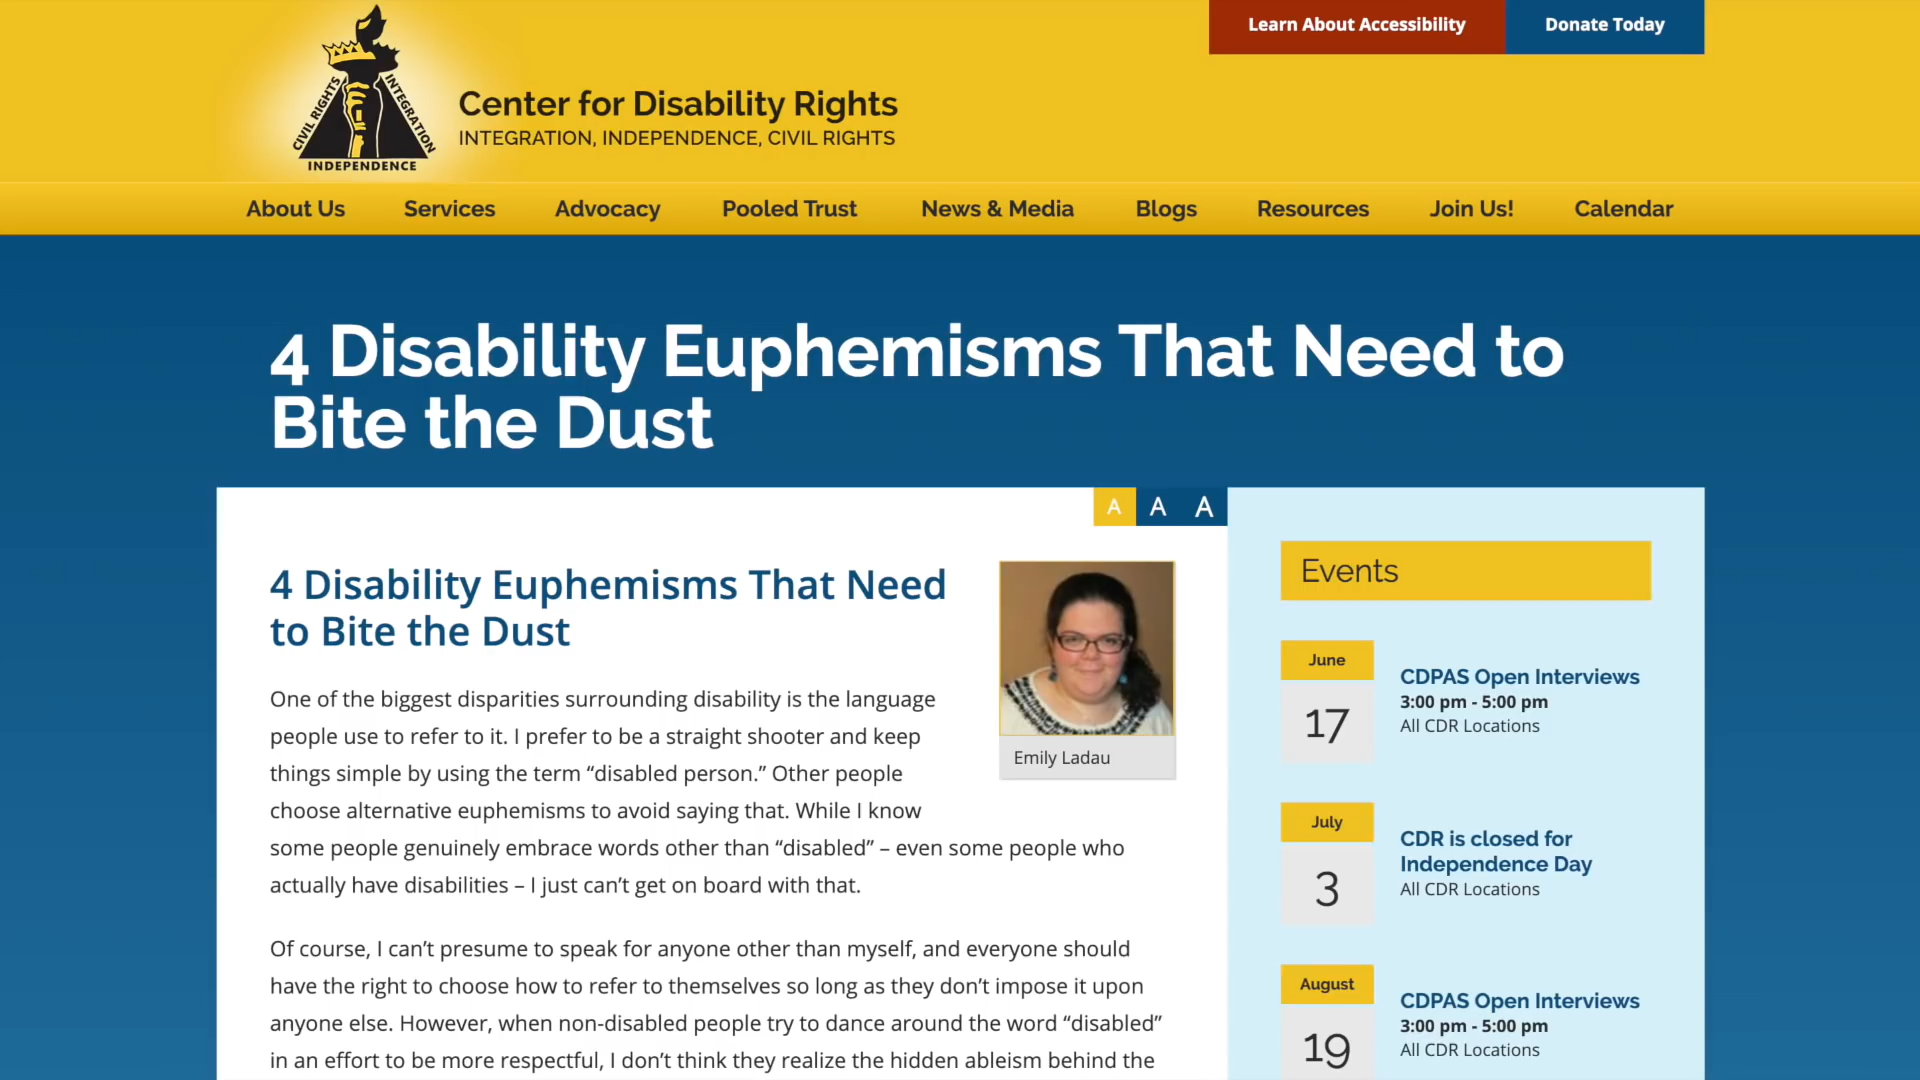 Learn About Accessibility
Donate Today
CIVIL RIGHTS
INTEGRATION
INDEPENDENCE
Center for Disability Rights
INTEGRATION, INDEPENDENCE, CIVIL RIGHTS
About Us
Services
Advocacy
Pooled Trust
News & Media
Blogs
Resources
Join Us!
Calendar
4 Disability Euphemisms That Need to
Bite the Dust
A A A
4 Disability Euphemisms That Need
to Bite the Dust
Emily Ladau
One of the biggest disparities surrounding disability is the language
people use to refer to it. I prefer to be a straight shooter and keep
things simple by using the term “disabled person.” Other people
choose alternative euphemisms to avoid saying that. While I know
some people genuinely embrace words other than “disabled” – even some people who
actually have disabilities – I just can’t get on board with that.
Of course, I can’t presume to speak for anyone other than myself, and everyone should
have the right to choose how to refer to themselves so long as they don’t impose it upon
anyone else. However, when non-disabled people try to dance around the word “disabled”
in an effort to be more respectful, I don’t think they realize the hidden ableism behind the
Events
June
17
CDPAS Open Interviews
3:00 pm - 5:00 pm
All CDR Locations
July
3
CDR is closed for
Independence Day
All CDR Locations
August
19
CDPAS Open Interviews
3:00 pm - 5:00 pm
All CDR Locations